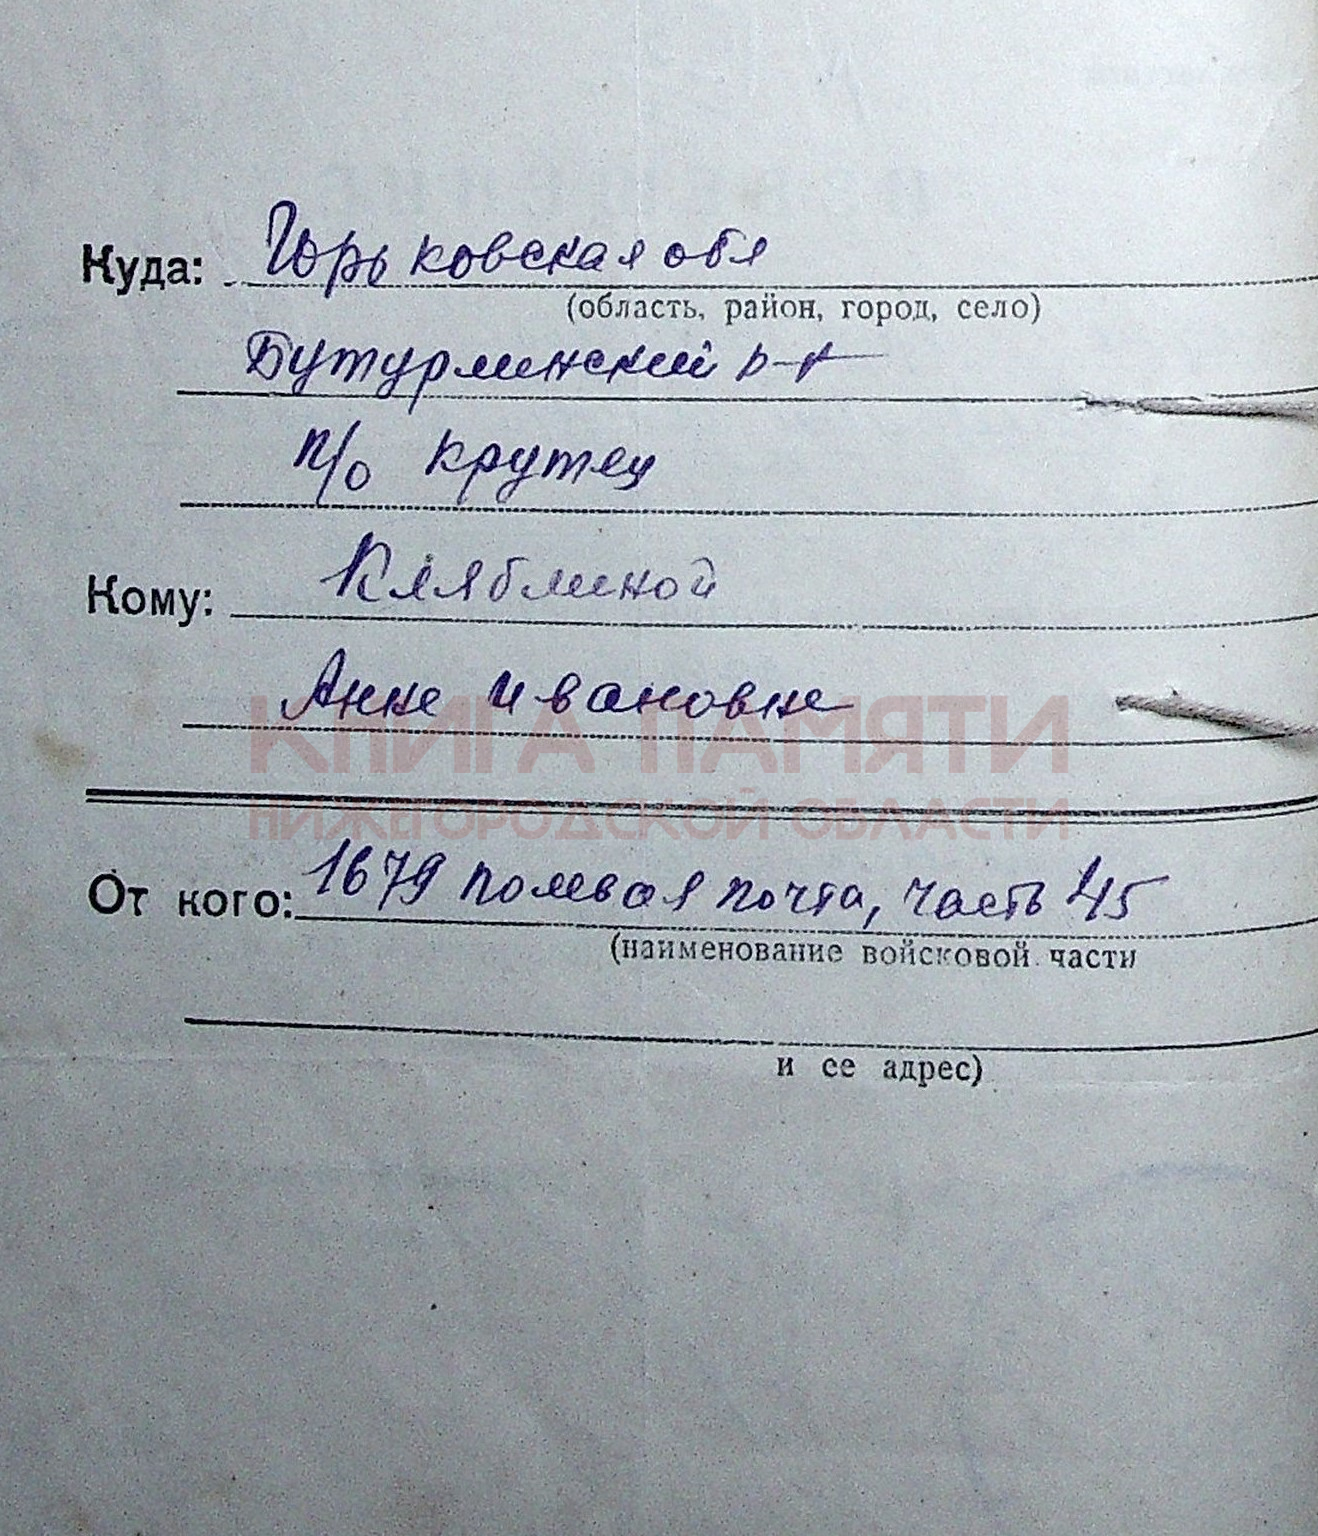 Куда: Горьковская обл
(область, район, город, село)
Бутурлинский р-н
п/о Крутец
Кому: Кляблиной
Анне Ивановне
КНИГА ПАМЯТИ
НИЖЕГОРОДСКОЙ ОБЛАСТИ
От кого: 1679 полевая почта, часть 45
(наименование войсковой части
и ее адрес)